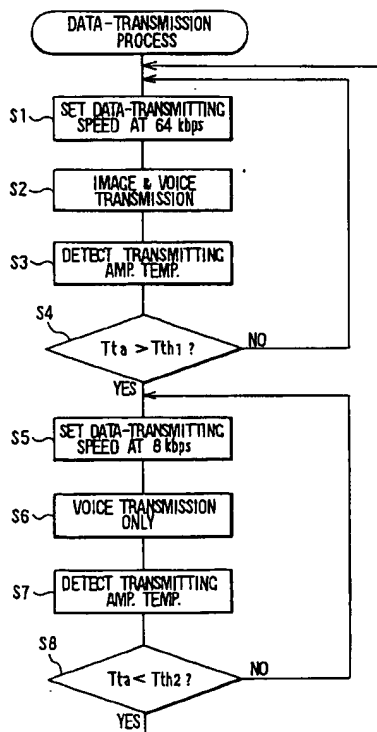 DATA-TRANSMISSION
PROCESS
S1
SET DATA-TRANSMITTING
SPEED AT 64 kbps
S2
IMAGE & VOICE
TRANSMISSION
S3
DETECT TRANSMITTING
AMP. TEMP.
S4
Tta > Tth1 ?
NO
YES
S5
SET DATA-TRANSMITTING
SPEED AT 8 kbps
S6
VOICE TRANSMISSION
ONLY
S7
DETECT TRANSMITTING
AMP. TEMP.
S8
Tta < Tth2 ?
NO
YES